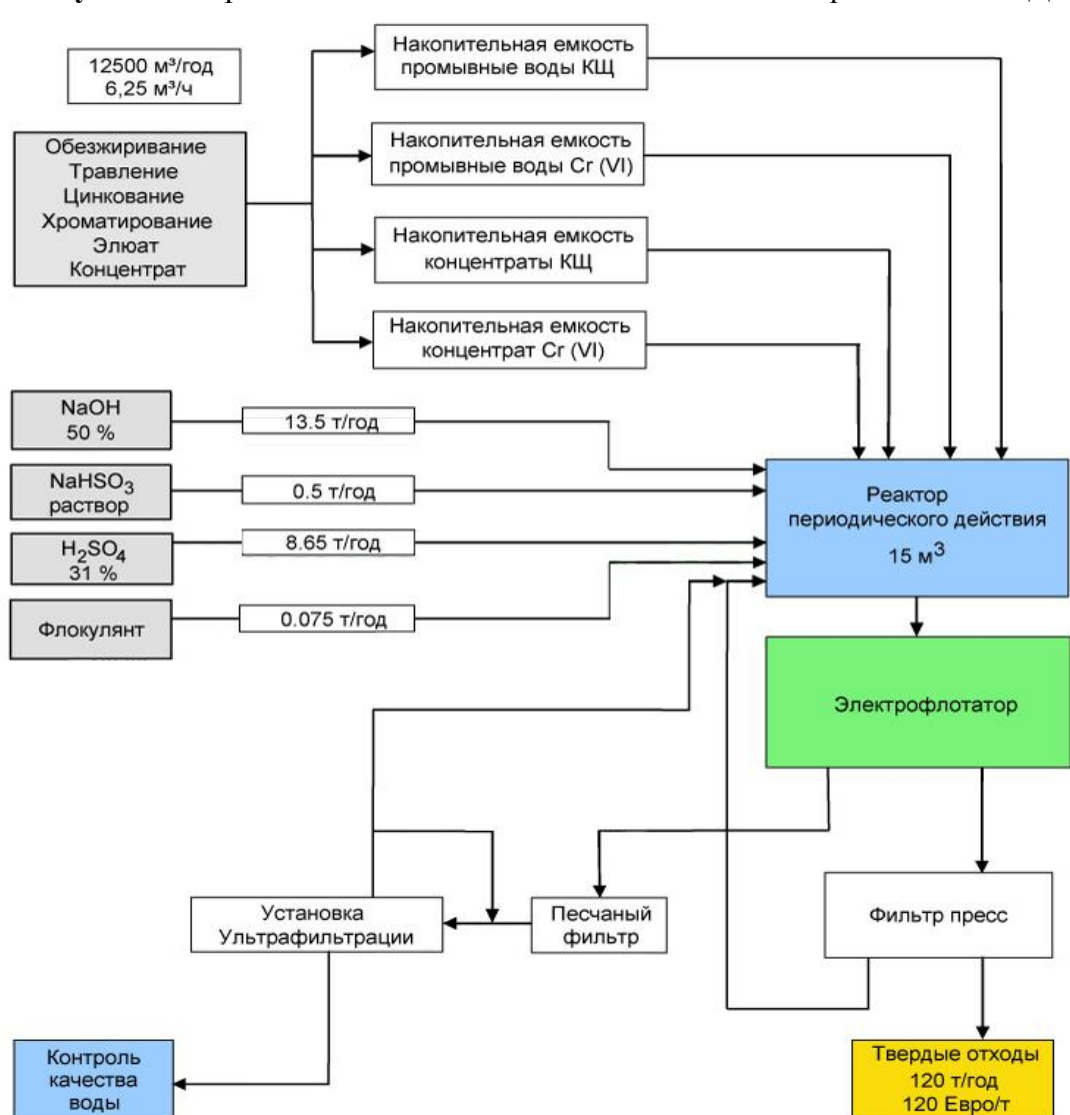 12500 м³/год
6,25 м³/ч
Обезжиривание
Травление
Цинкование
Хроматирование
Элюат
Концентрат
Накопительная емкость
промывные воды КЩ
Накопительная емкость
промывные воды Cr (VI)
Накопительная емкость
концентраты КЩ
Накопительная емкость
концентрат Cr (VI)
NaOH
50 %
13.5 т/год
NaHSO₃
раствор
0.5 т/год
H₂SO₄
31 %
8.65 т/год
Флокулянт
0.075 т/год
Реактор
периодического действия
15 м³
Электрофлотатор
Установка
Ультрафильтрации
Песчаный
фильтр
Фильтр пресс
Контроль
качества
воды
Твердые отходы
120 т/год
120 Евро/т